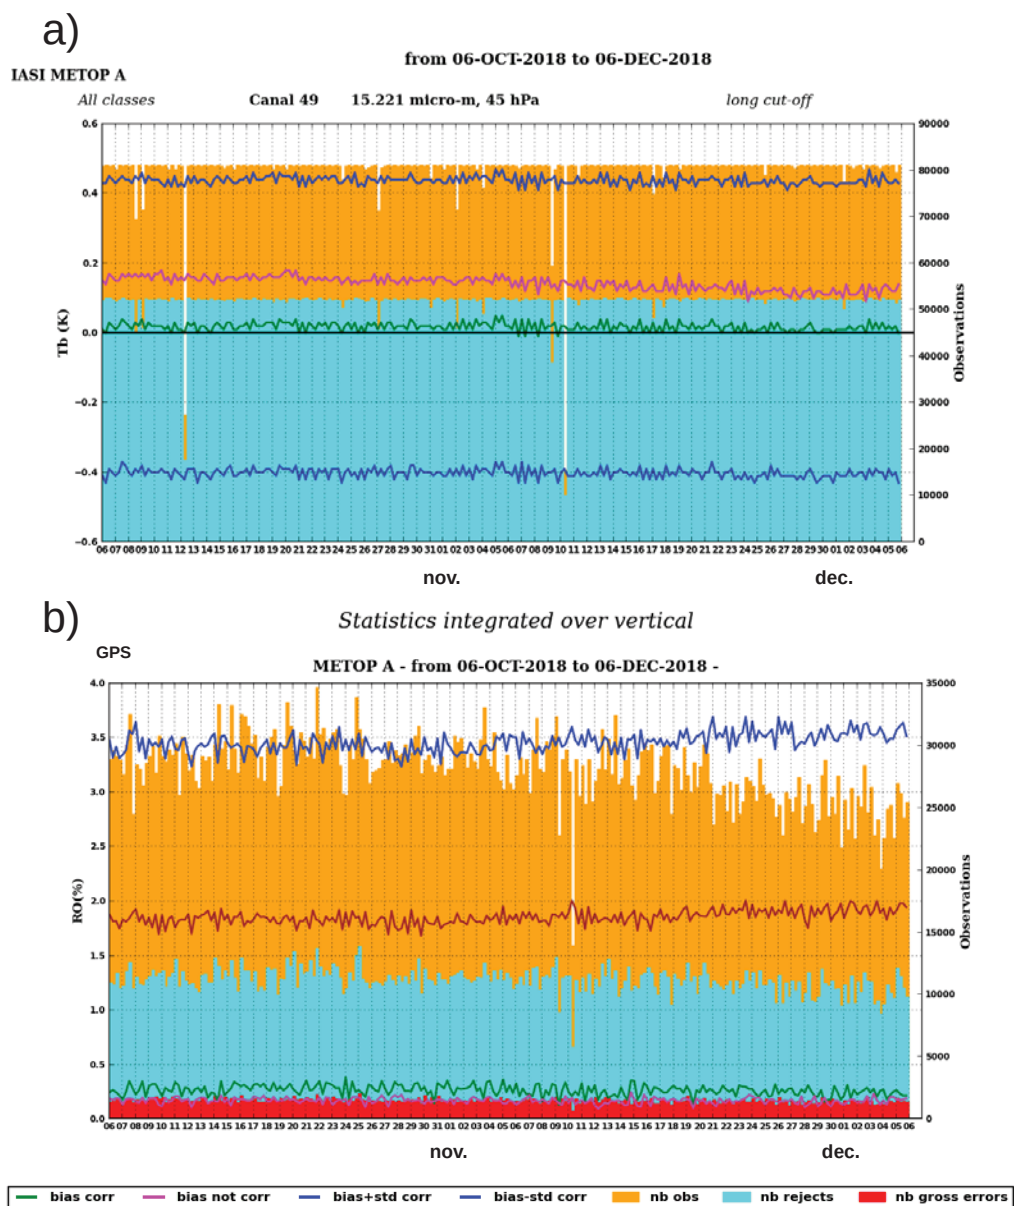 a)
from 06-OCT-2018 to 06-DEC-2018
IASI METOP A
All classes Canal 49 15.221 micro-m, 45 hPa long cut-off
0.6 90000
80000
0.4
70000
0.2 60000
50000
0.0
Tb (K)
Observations
40000
−0.2 30000
20000
−0.4
10000
−0.6 0
06 07 08 09 10 11 12 13 14 15 16 17 18 19 20 21 22 23 24 25 26 27 28 29 30 31 01 02 03 04 05 06 07 08 09 10 11 12 13 14 15 16 17 18 19 20 21 22 23 24 25 26 27 28 29 30 01 02 03 04 05 06
nov. dec.
b)
Statistics integrated over vertical
GPS
METOP A - from 06-OCT-2018 to 06-DEC-2018 -
4.0 35000
3.5
30000
3.0
25000
2.5
20000
2.0
RO(%)
Observations
15000
1.5
10000
1.0
0.5 5000
0.0 0
06 07 08 09 10 11 12 13 14 15 16 17 18 19 20 21 22 23 24 25 26 27 28 29 30 31 01 02 03 04 05 06 07 08 09 10 11 12 13 14 15 16 17 18 19 20 21 22 23 24 25 26 27 28 29 30 01 02 03 04 05 06
nov. dec.
bias corr bias not corr bias+std corr bias-std corr nb obs nb rejects nb gross errors